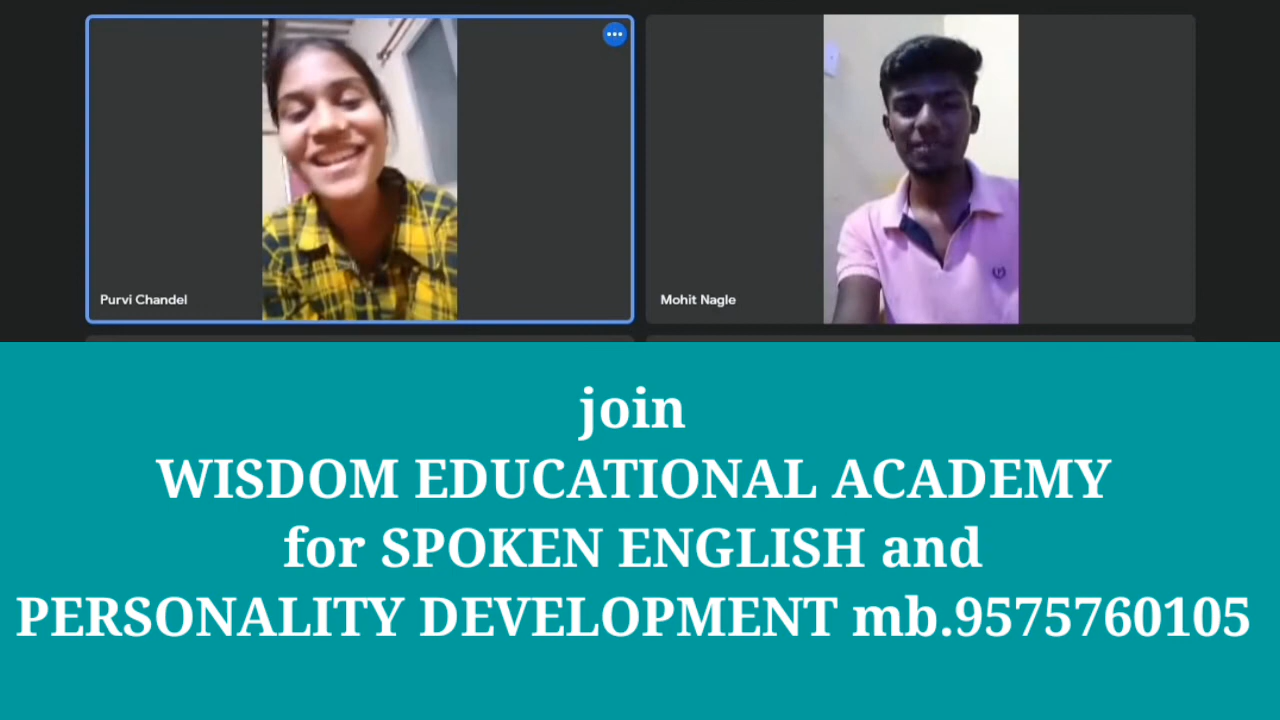 Purvi Chandel
Mohit Nagle
join
WISDOM EDUCATIONAL ACADEMY
for SPOKEN ENGLISH and
PERSONALITY DEVELOPMENT mb.9575760105